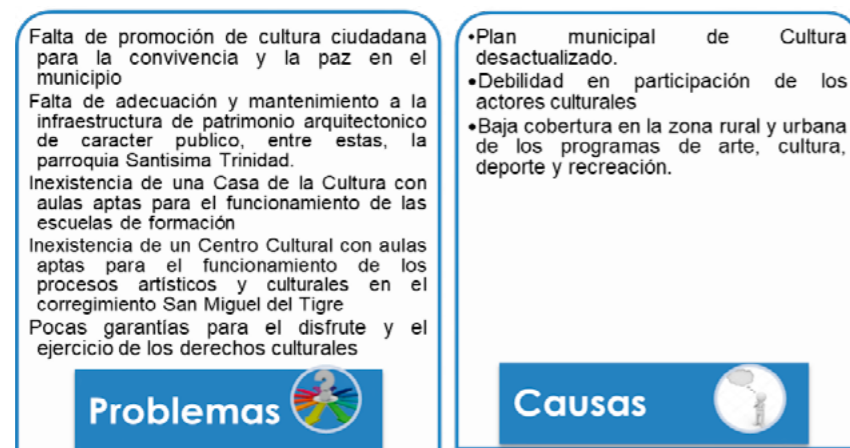 Falta de promoción de cultura ciudadana
para la convivencia y la paz en el
municipio
Falta de adecuación y mantenimiento a la
infraestructura de patrimonio arquitectonico
de caracter publico, entre estas, la
parroquia Santisima Trinidad.
Inexistencia de una Casa de la Cultura con
aulas aptas para el funcionamiento de las
escuelas de formación
Inexistencia de un Centro Cultural con aulas
aptas para el funcionamiento de los
procesos artísticos y culturales en el
corregimiento San Miguel del Tigre
Pocas garantías para el disfrute y el
ejercicio de los derechos culturales
Problemas
•Plan municipal de Cultura
desactualizado.
•Debilidad en participación de los
actores culturales
•Baja cobertura en la zona rural y urbana
de los programas de arte, cultura,
deporte y recreación.
Causas